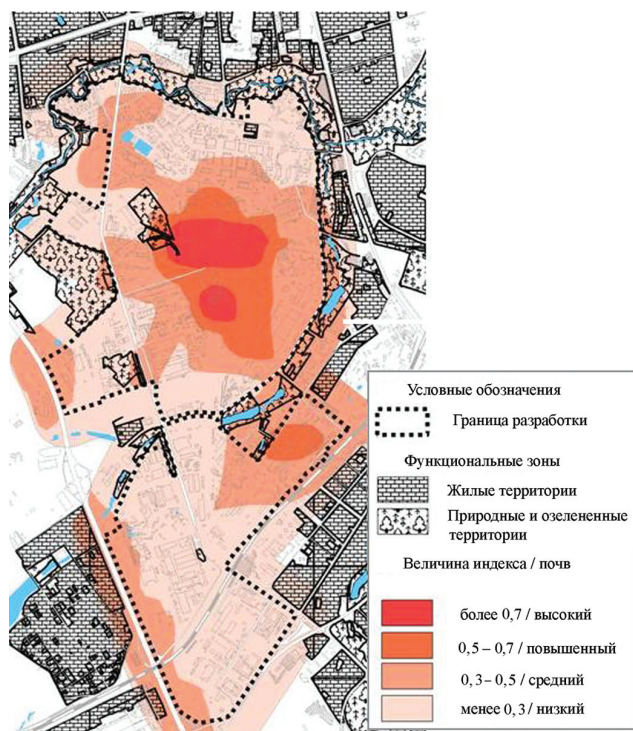 Условные обозначения
Граница разработки
Функциональные зоны
Жилые территории
Природные и озелененные
территории
Величина индекса / почв
более 0,7 / высокий
0,5 – 0,7 / повышенный
0,3– 0,5 / средний
менее 0,3 / низкий